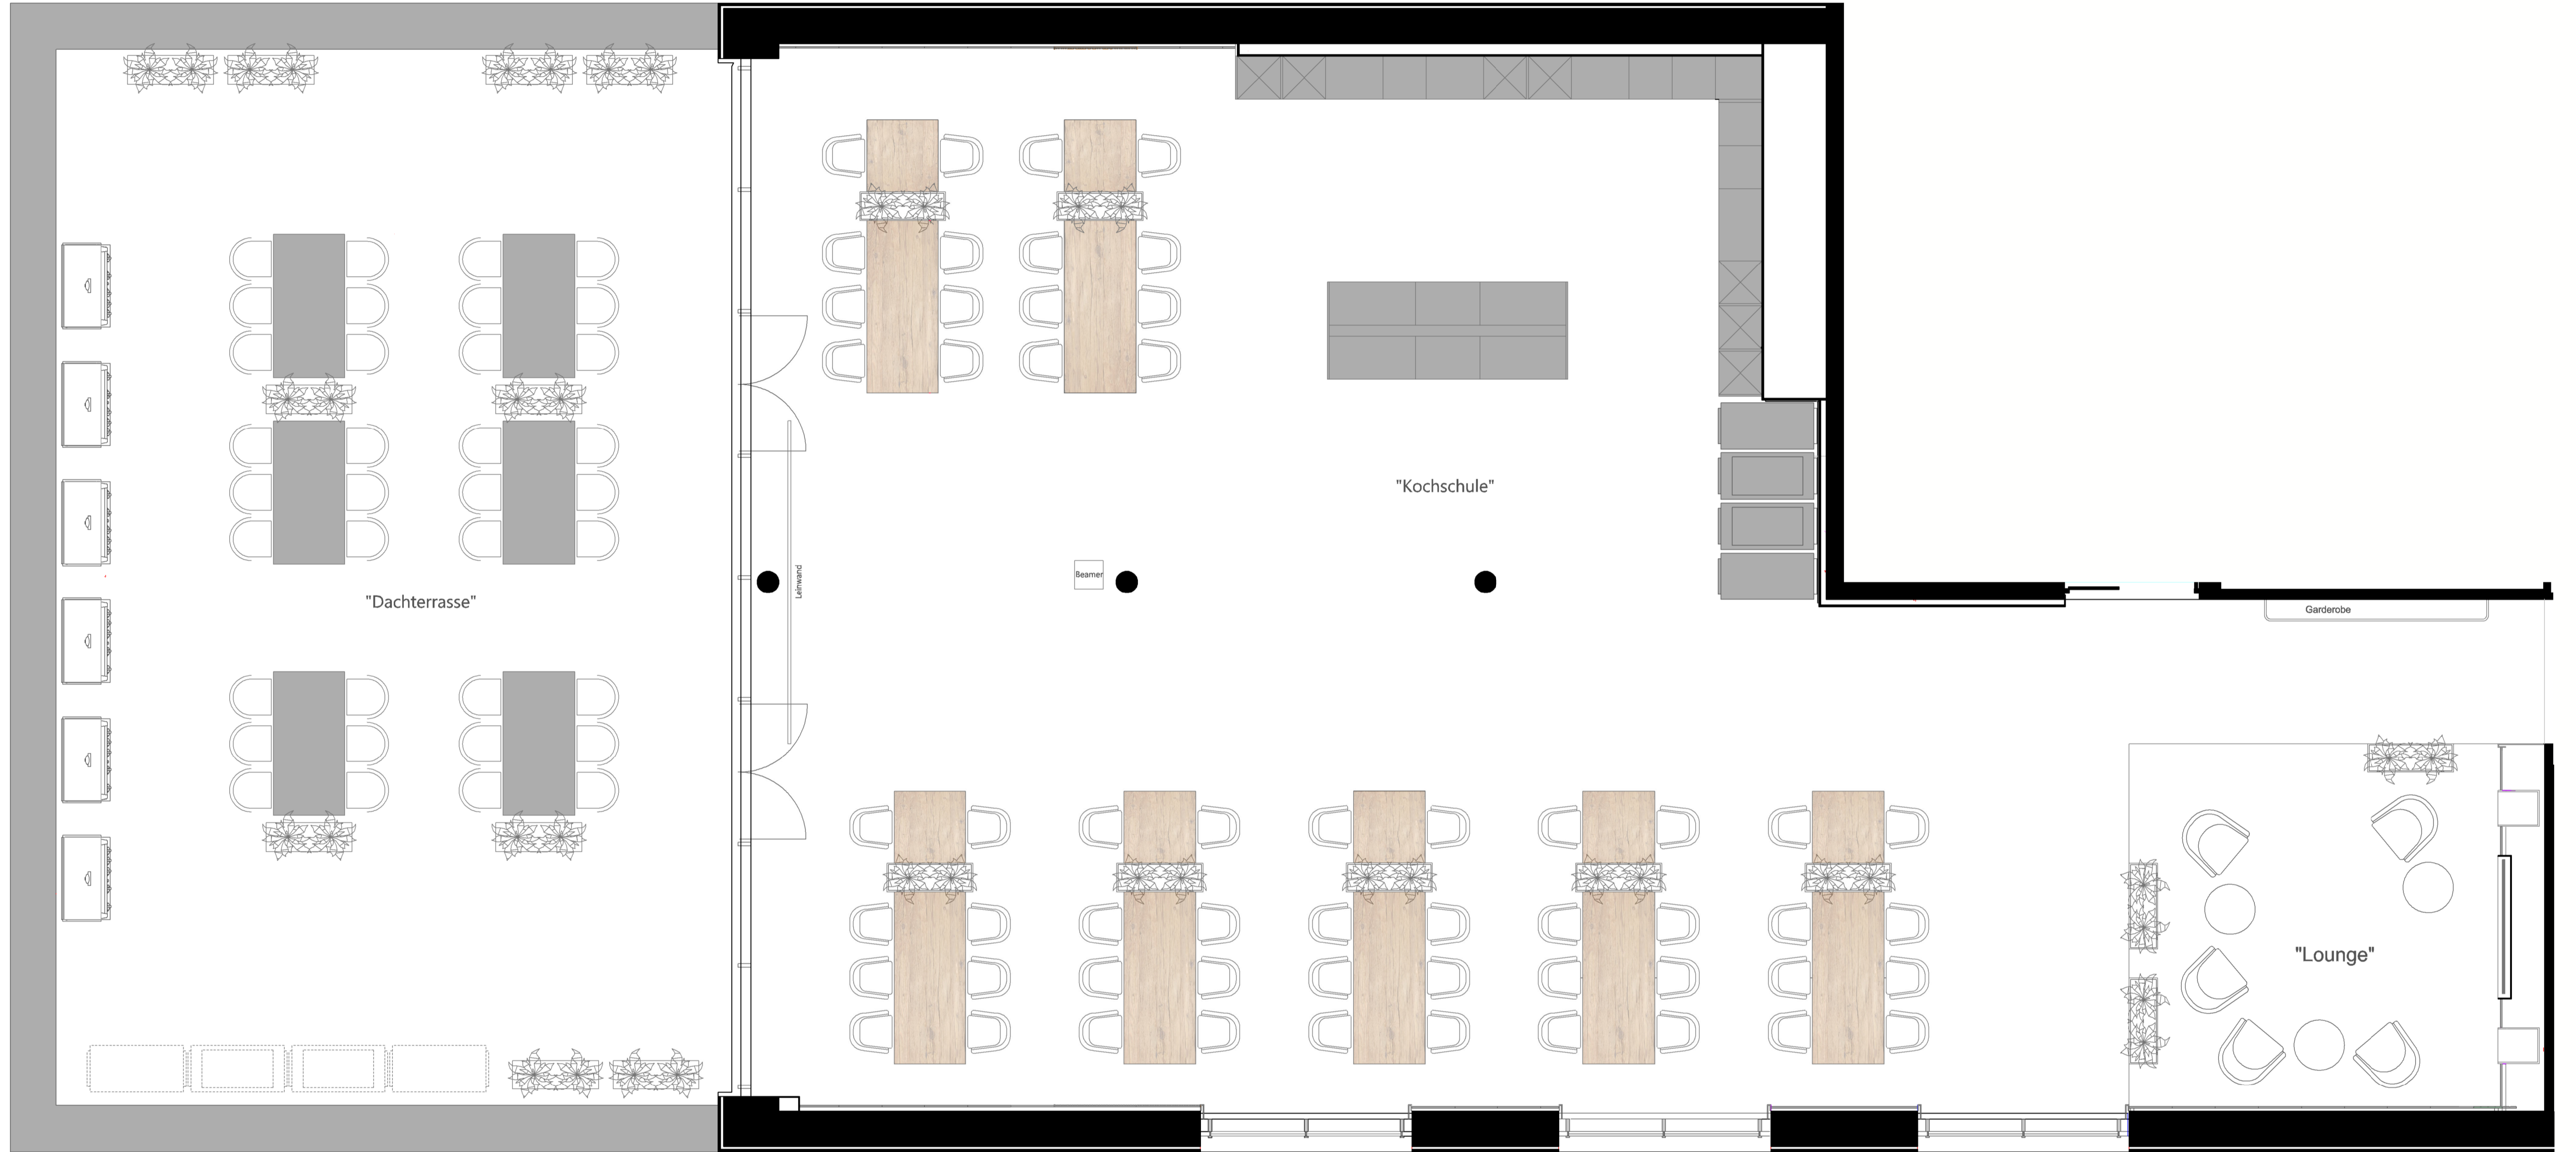 "Kochschule"
Leinwand
Beamer
"Dachterrasse"
Garderobe
"Lounge"